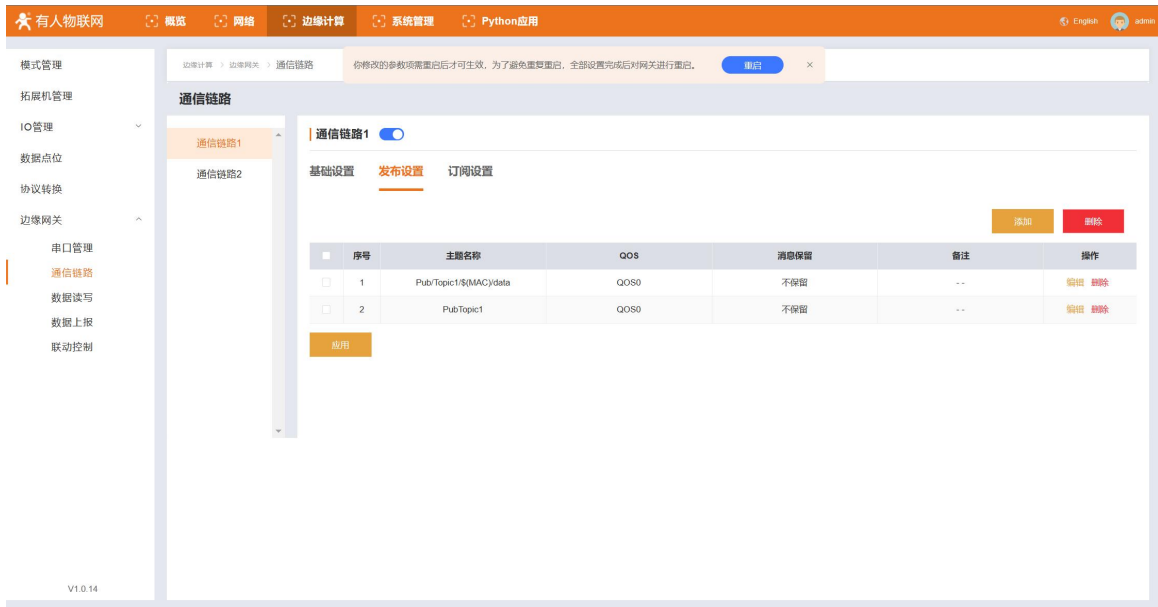 有人物联网 概览 网络 边缘计算 系统管理 Python应用 English admin
模式管理
拓展机管理
IO管理
数据点位
协议转换
边缘网关
串口管理
通信链路
数据读写
数据上报
联动控制
V1.0.14
边缘计算 > 边缘网关 > 通信链路
你修改的参数项需重启后才可生效，为了避免重复重启，全部设置完成后对网关进行重启。 重启 ×
通信链路
通信链路1
通信链路2
通信链路1
基础设置 发布设置 订阅设置
添加 删除
序号 主题名称 QOS 消息保留 备注 操作
1 Pub/Topic1/$(MAC)/data QOS0 不保留 -- 编辑 删除
2 PubTopic1 QOS0 不保留 -- 编辑 删除
应用